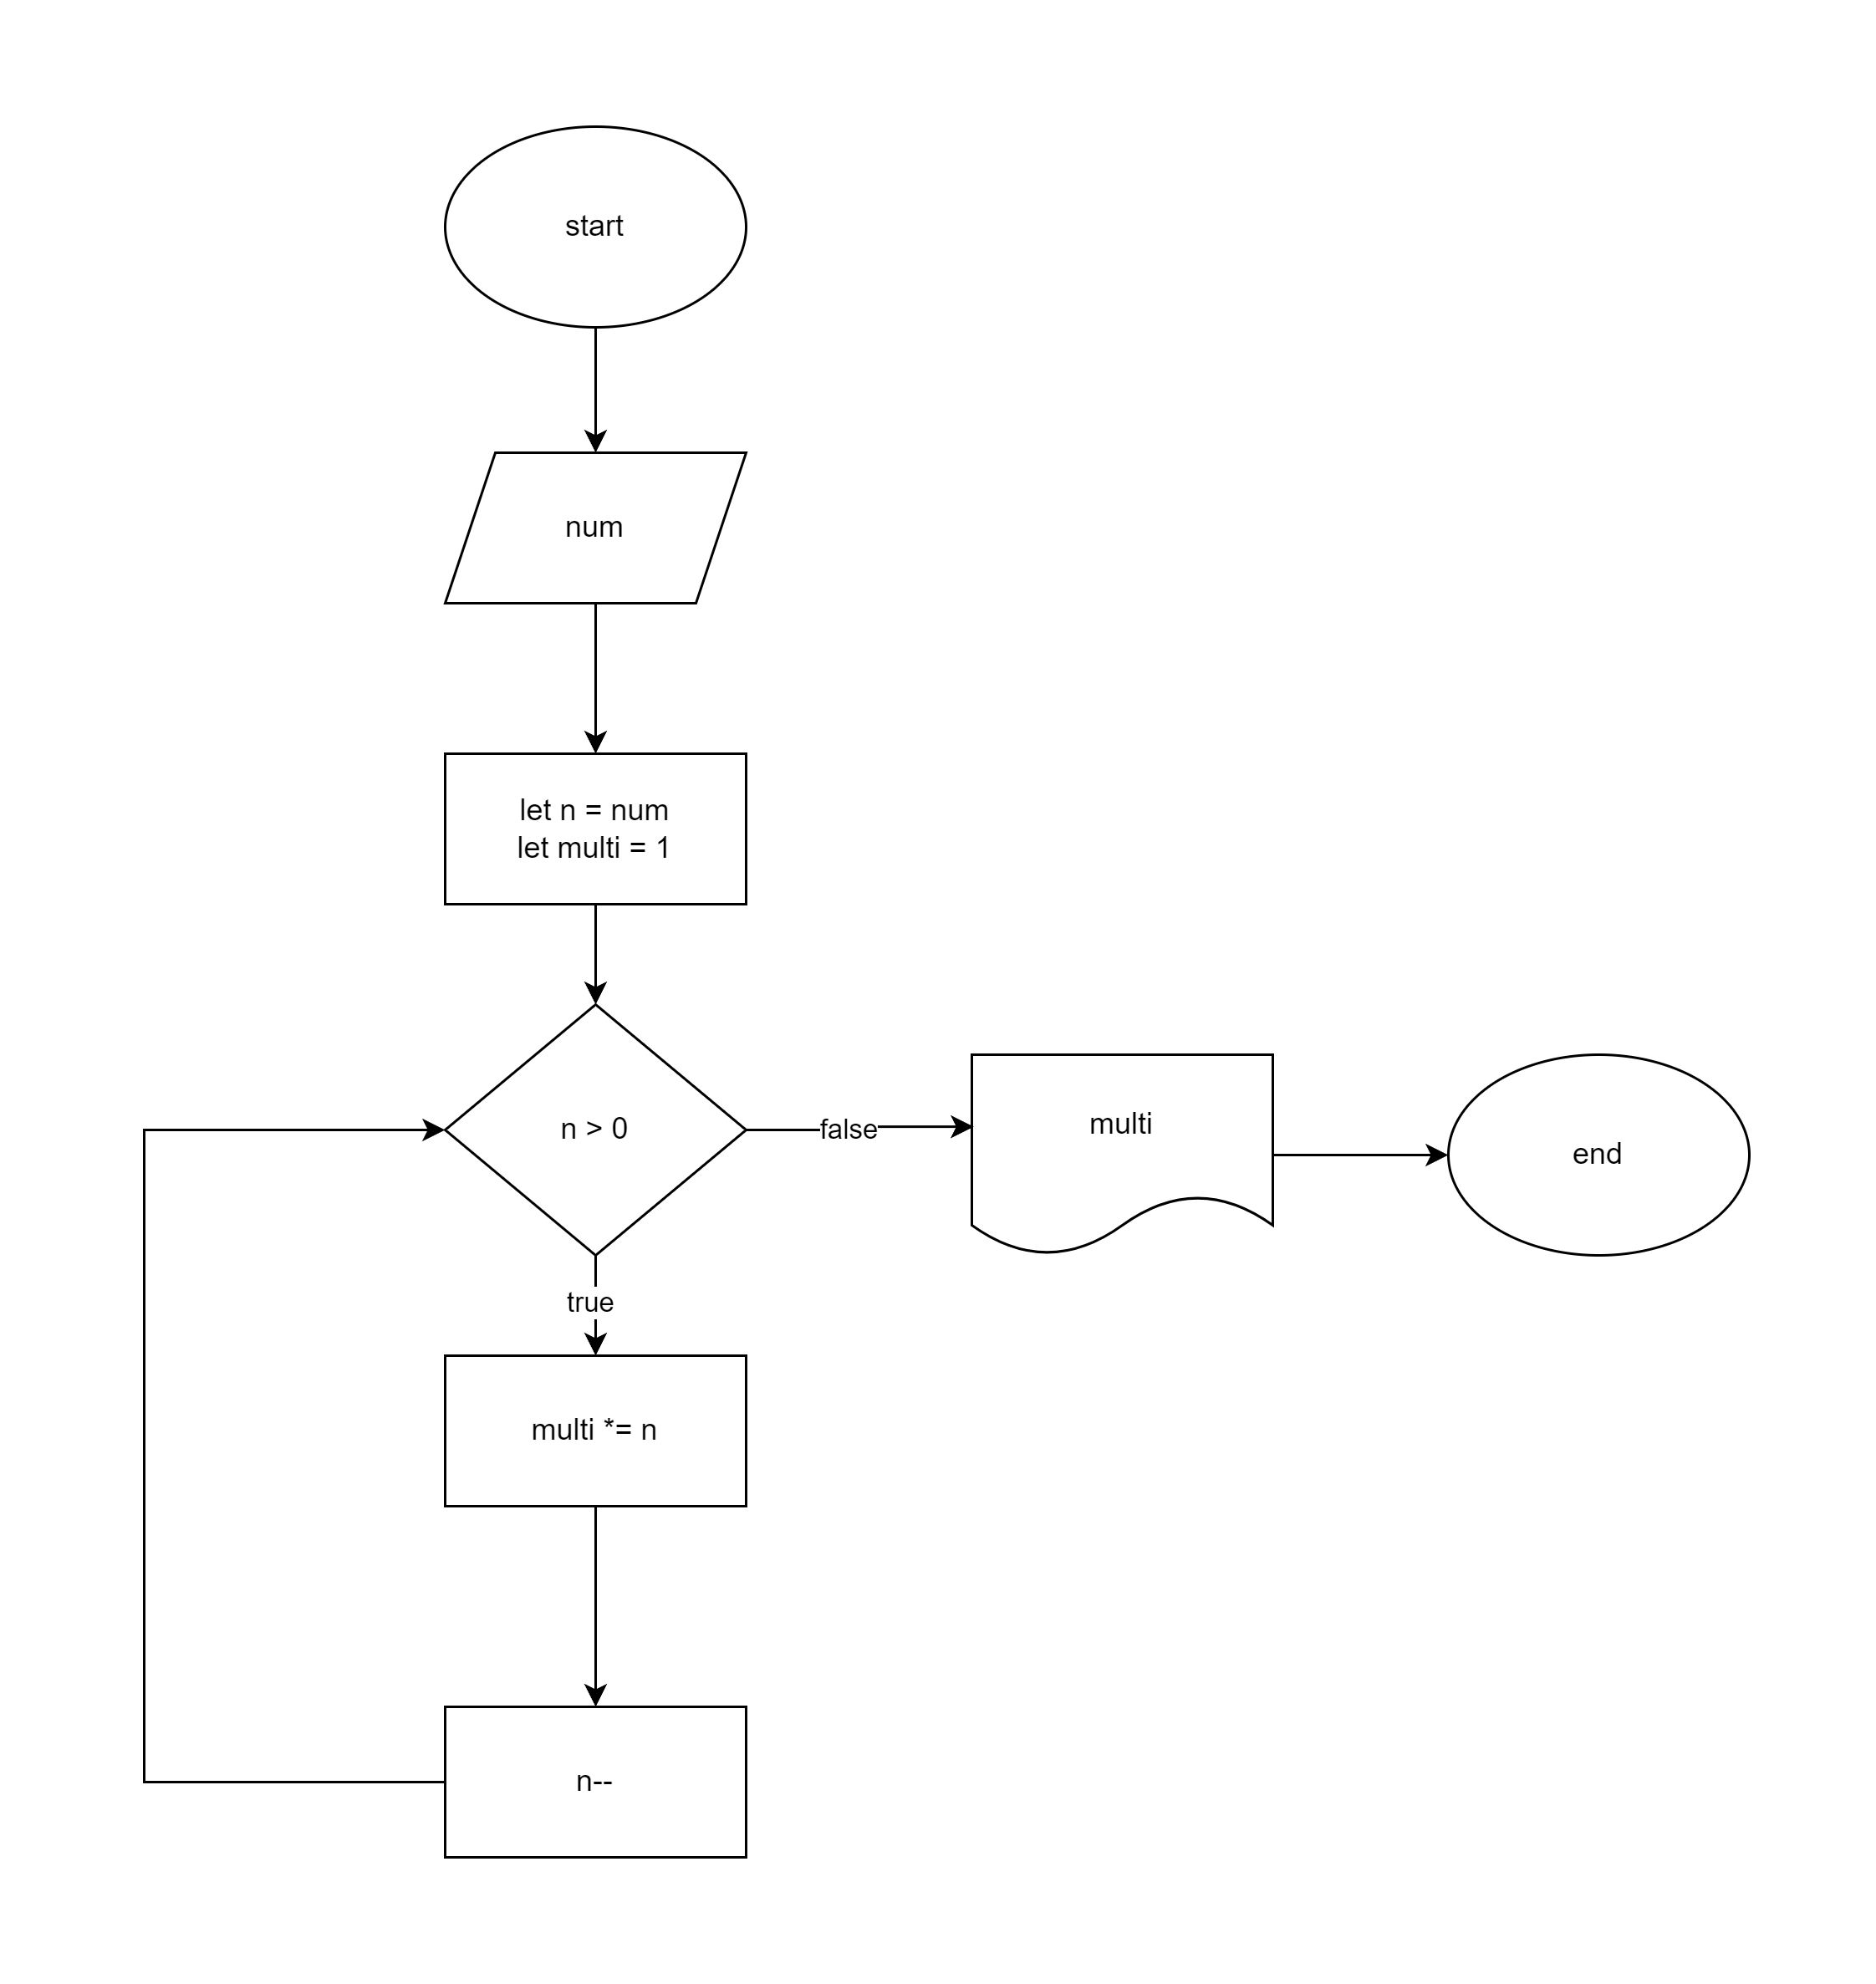 start
num
let n = num
let multi = 1
n > 0
false
multi
end
true
multi *= n
n--